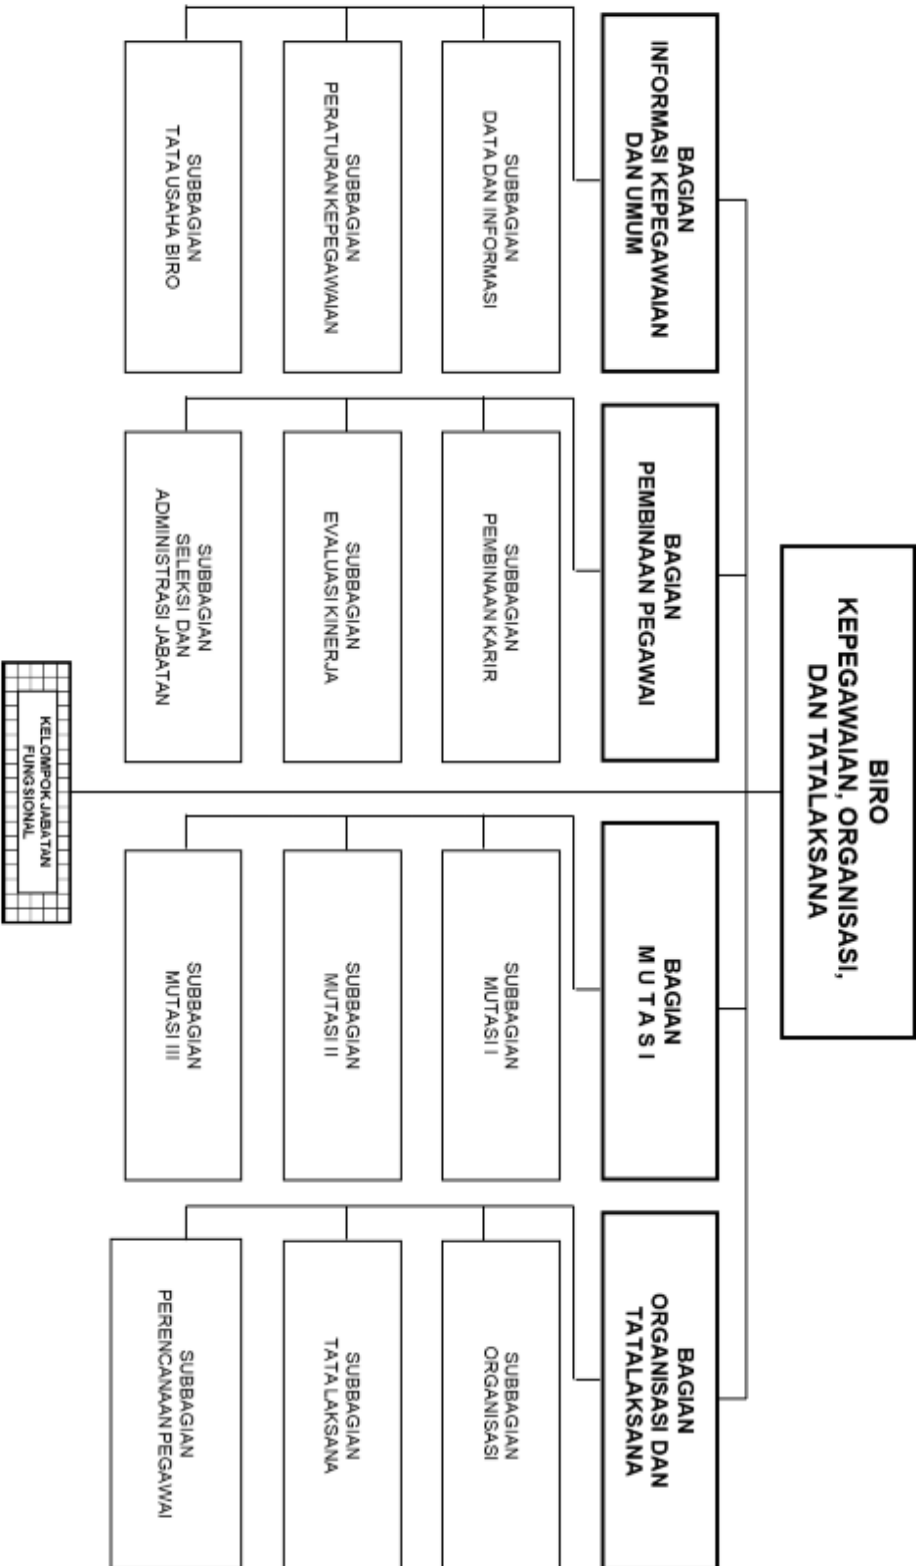 BIRO
KEPEGAWAIAN, ORGANISASI,
DAN TATALAKSANA
BAGIAN
INFORMASI KEPEGAWAIAN
DAN UMUM
BAGIAN
PEMBINAAN PEGAWAI
BAGIAN
M U T A S I
BAGIAN
ORGANISASI DAN
TATALAKSANA
SUBBAGIAN
DATA DAN INFORMASI
SUBBAGIAN
PEMBINAAN KARIR
SUBBAGIAN
MUTASI I
SUBBAGIAN
ORGANISASI
SUBBAGIAN
PERATURAN KEPEGAWAIAN
SUBBAGIAN
EVALUASI KINERJA
SUBBAGIAN
MUTASI II
SUBBAGIAN
TATA LAKSANA
SUBBAGIAN
TATA USAHA BIRO
SUBBAGIAN
SELEKSI DAN
ADMINISTRASI JABATAN
SUBBAGIAN
MUTASI III
SUBBAGIAN
PERENCANAAN PEGAWAI
KELOMPOK JABATAN
FUNGSIONAL